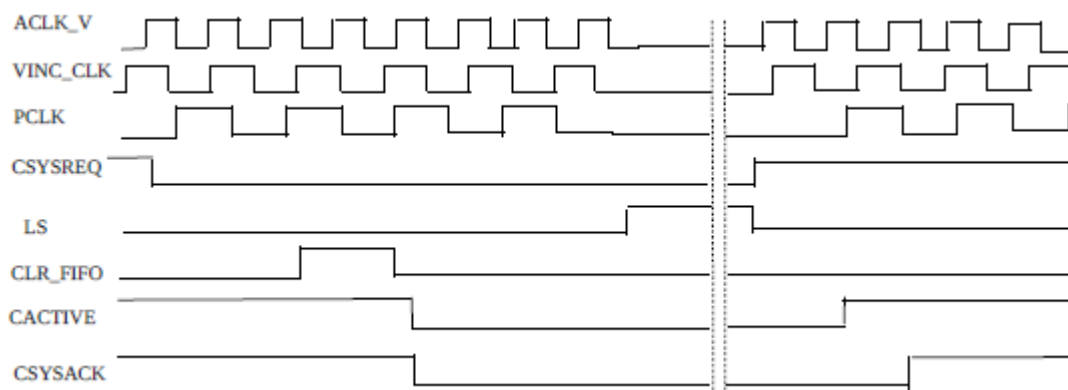 ACLK_V
VINC_CLK
PCLK
CSYSREQ
LS
CLR_FIFO
CACTIVE
CSYSACK